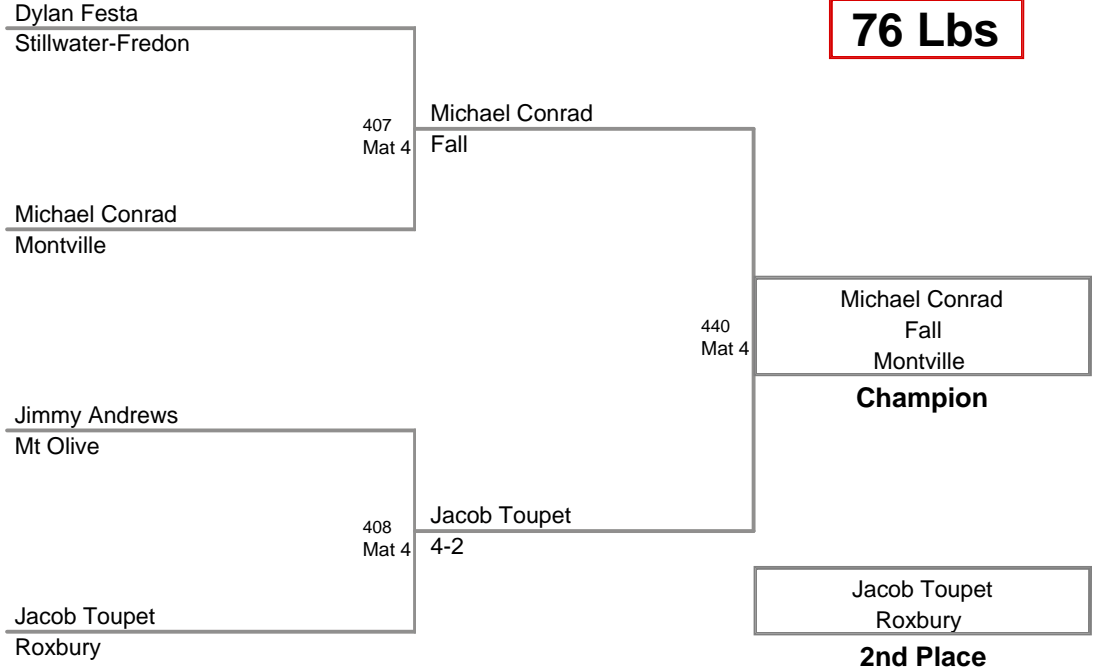 Dylan Festa
Stillwater-Fredon
76 Lbs
407
Mat 4
Michael Conrad
Fall
Michael Conrad
Montville
440
Mat 4
Michael Conrad
Fall
Montville
Champion
Jimmy Andrews
Mt Olive
408
Mat 4
Jacob Toupet
4-2
Jacob Toupet
Roxbury
Jacob Toupet
Roxbury
2nd Place